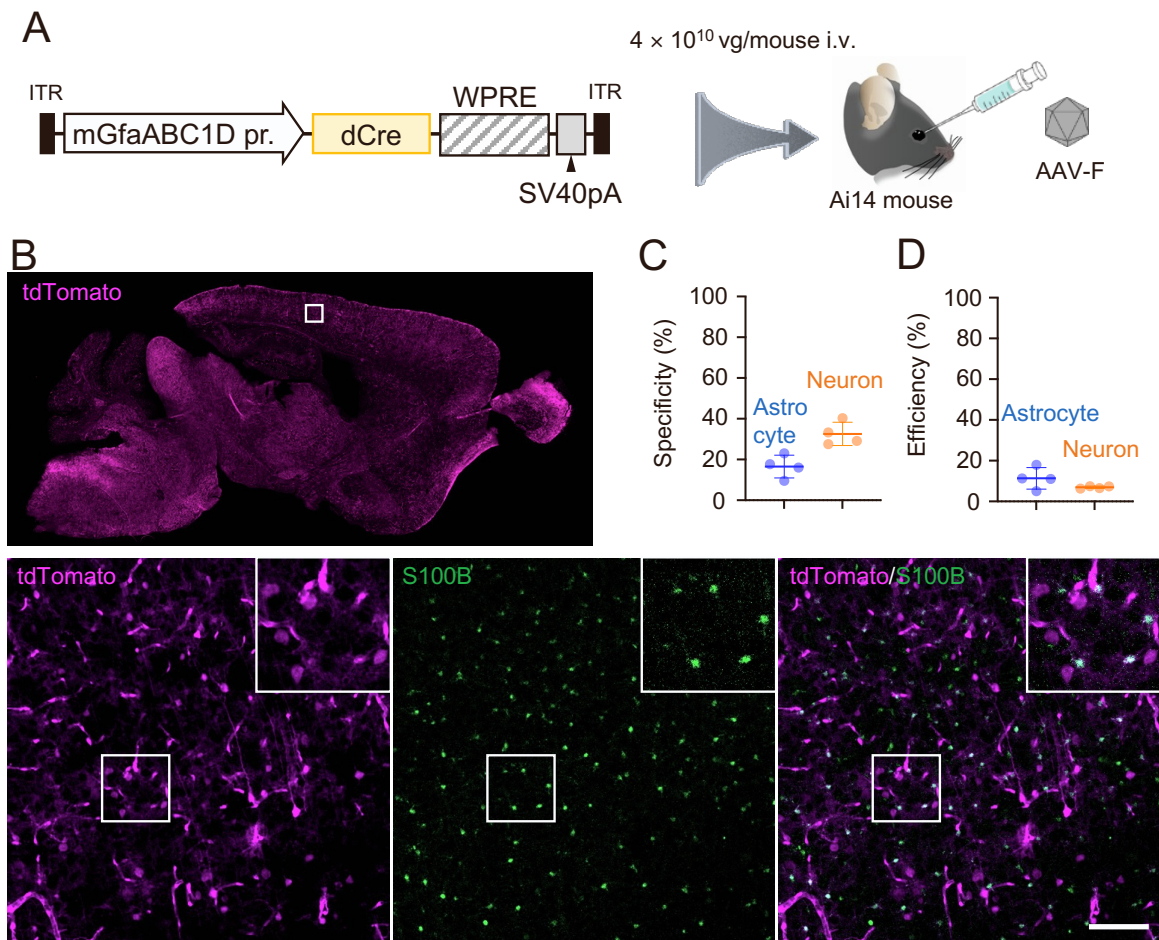 A
4 × 10¹⁰ vg/mouse i.v.
ITR
WPRE
ITR
mGfaABC1D pr.
dCre
SV40pA
Ai14 mouse
AAV-F
B
tdTomato
C
Specificity (%)
100
80
60
40
20
0
Astro
cyte
Neuron
D
Efficiency (%)
100
80
60
40
20
0
Astrocyte
Neuron
tdTomato
S100B
tdTomato/S100B